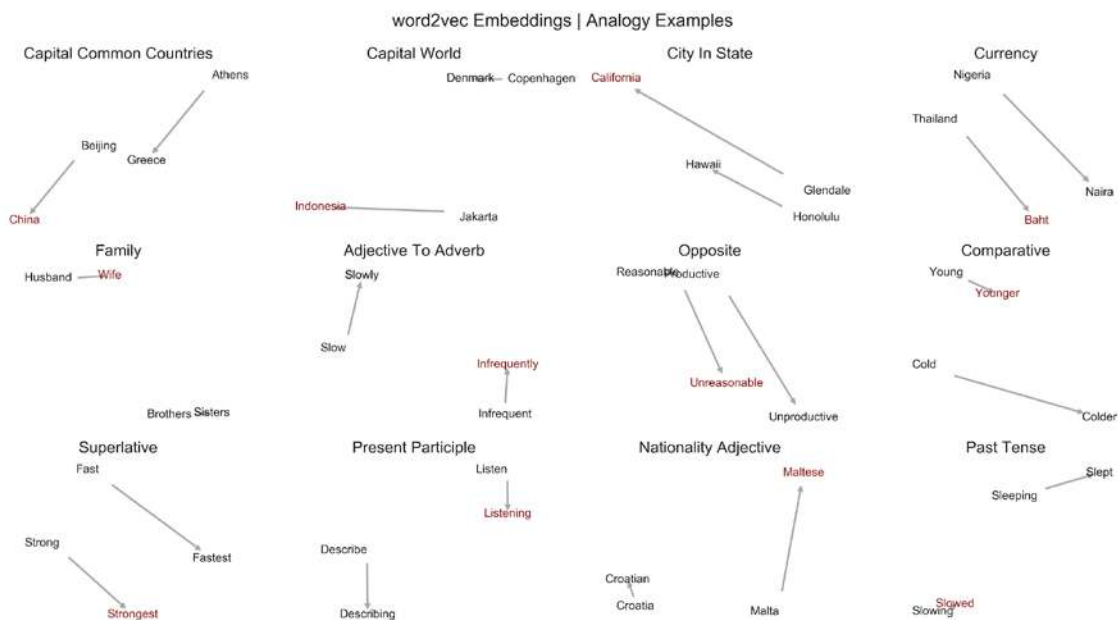 word2vec Embeddings | Analogy Examples
Capital Common Countries
Athens
Beijing
Greece
China
Capital World
Denmark
Copenhagen
Indonesia
Jakarta
City In State
California
Hawaii
Glendale
Honolulu
Currency
Nigeria
Thailand
Naira
Baht
Family
Husband
Wife
Brothers
Sisters
Adjective To Adverb
Slowly
Slow
Infrequently
Infrequent
Opposite
Reasonable
Productive
Unreasonable
Unproductive
Comparative
Young
Younger
Cold
Colder
Superlative
Fast
Strong
Fastest
Strongest
Present Participle
Listen
Listening
Describe
Describing
Nationality Adjective
Maltese
Croatian
Croatia
Malta
Past Tense
Slept
Sleeping
Slowed
Slowing